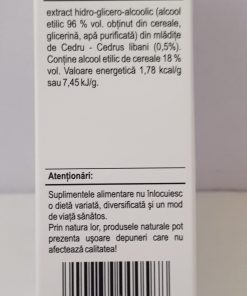 extract hidro-glicero-alcoolic (alcool
etilic 96 % vol. obținut din cereale,
glicerină, apă purificată) din mlădițe
de Cedru - Cedrus libani (0,5%).
Conține alcool etilic de cereale 18 %
vol. Valoare energetică 1,78 kcal/g
sau 7,45 kJ/g.
Atenționări:
Suplimentele alimentare nu înlocuiesc
o dietă variată, diversificată și un mod
de viață sănătos.
Prin natura lor, produsele naturale pot
prezenta ușoare depuneri care nu
afectează calitatea!